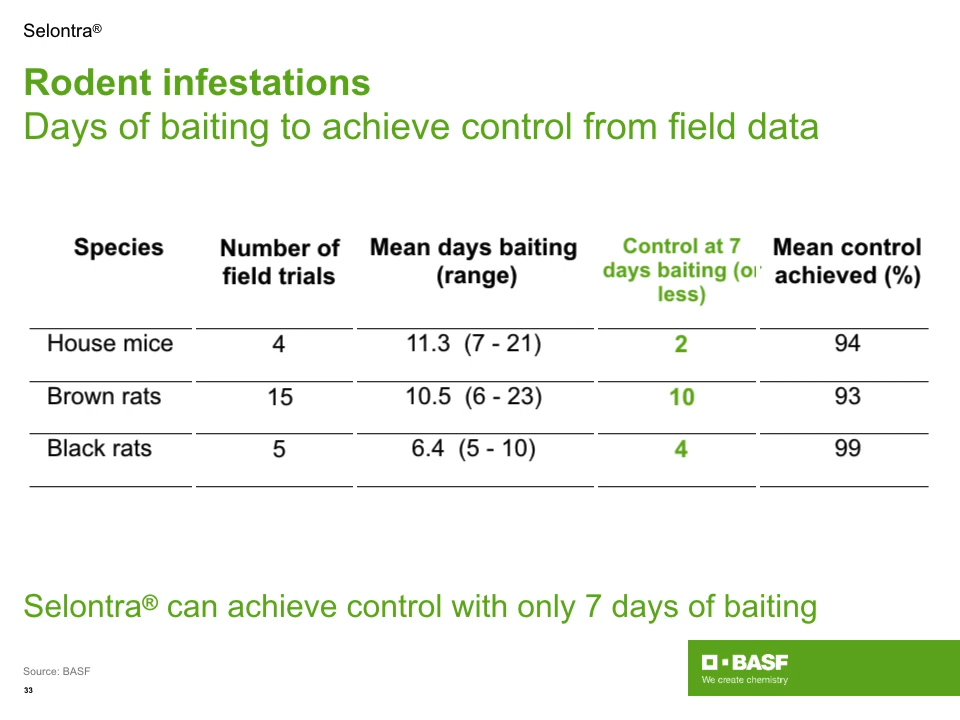 Selontra®
Rodent infestations
Days of baiting to achieve control from field data
Species
Number of
field trials
Mean days baiting
(range)
Control at 7
days baiting (or
less)
Mean control
achieved (%)
House mice 4 11.3 (7 - 21) 2 94
Brown rats 15 10.5 (6 - 23) 10 93
Black rats 5 6.4 (5 - 10) 4 99
Selontra® can achieve control with only 7 days of baiting
Source: BASF
33
BASF
We create chemistry